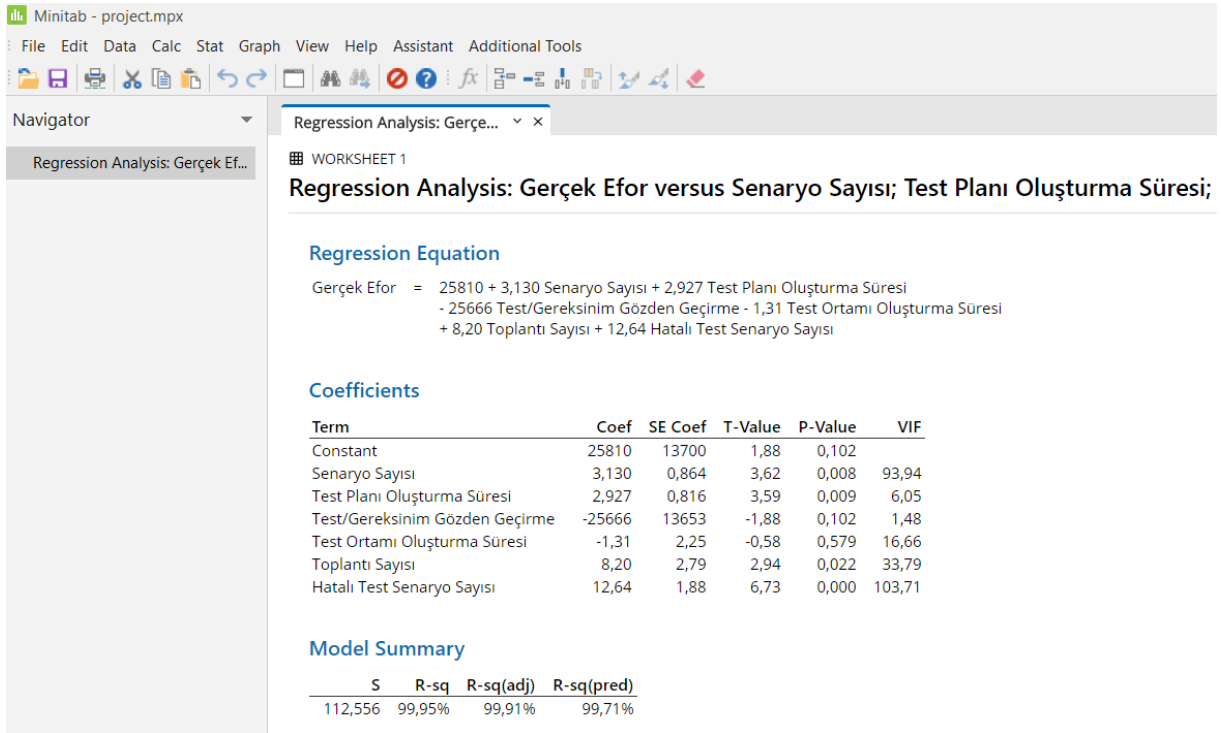 Minitab - project.mpx
File Edit Data Calc Stat Graph View Help Assistant Additional Tools
fx
Navigator
Regression Analysis: Gerçe...
Regression Analysis: Gerçek Ef...
WORKSHEET 1
Regression Analysis: Gerçek Efor versus Senaryo Sayısı; Test Planı Oluşturma Süresi;
Regression Equation
Gerçek Efor = 25810 + 3,130 Senaryo Sayısı + 2,927 Test Planı Oluşturma Süresi
- 25666 Test/Gereksinim Gözden Geçirme - 1,31 Test Ortamı Oluşturma Süresi
+ 8,20 Toplantı Sayısı + 12,64 Hatalı Test Senaryo Sayısı
Coefficients
Term Coef SE Coef T-Value P-Value VIF
Constant 25810 13700 1,88 0,102
Senaryo Sayısı 3,130 0,864 3,62 0,008 93,94
Test Planı Oluşturma Süresi 2,927 0,816 3,59 0,009 6,05
Test/Gereksinim Gözden Geçirme -25666 13653 -1,88 0,102 1,48
Test Ortamı Oluşturma Süresi -1,31 2,25 -0,58 0,579 16,66
Toplantı Sayısı 8,20 2,79 2,94 0,022 33,79
Hatalı Test Senaryo Sayısı 12,64 1,88 6,73 0,000 103,71
Model Summary
S R-sq R-sq(adj) R-sq(pred)
112,556 99,95% 99,91% 99,71%